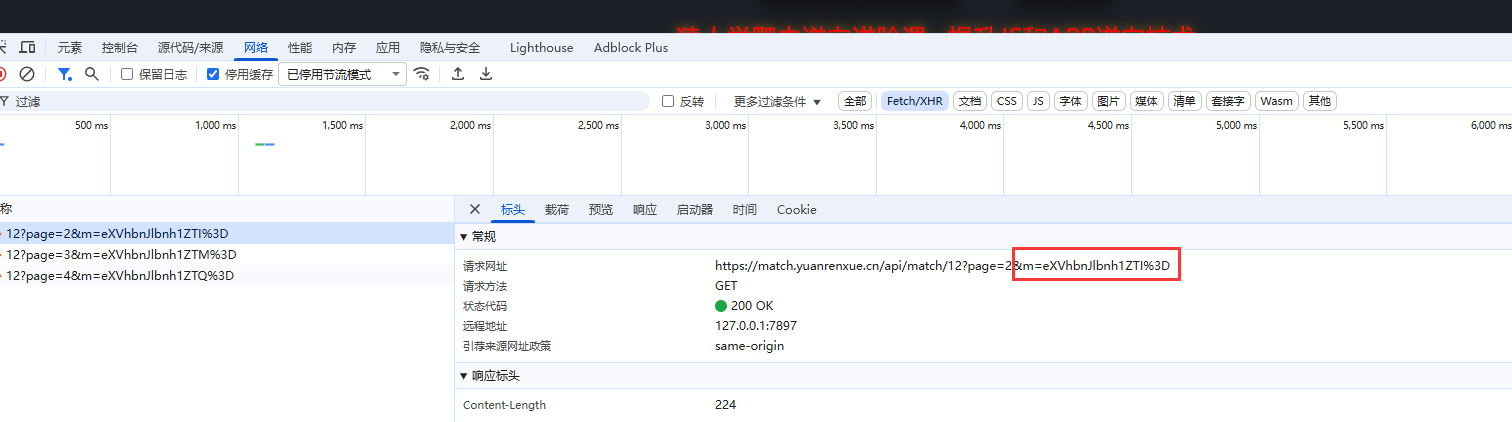 元素 控制台 源代码/来源 网络 性能 内存 应用 隐私与安全 Lighthouse Adblock Plus
保留日志 停用缓存 已停用节流模式
过滤 反转 更多过滤条件 全部 Fetch/XHR 文档 CSS JS 字体 图片 媒体 清单 套接字 Wasm 其他
500 ms 1,000 ms 1,500 ms 2,000 ms 2,500 ms 3,000 ms 3,500 ms 4,000 ms 4,500 ms 5,000 ms 5,500 ms 6,000 ms
称 标头 载荷 预览 响应 启动器 时间 Cookie
12?page=2&m=eXVhbnJlbnh1ZTI%3D
12?page=3&m=eXVhbnJlbnh1ZTM%3D
12?page=4&m=eXVhbnJlbnh1ZTQ%3D
常规
请求网址 https://match.yuanrenxue.cn/api/match/12?page=2&m=eXVhbnJlbnh1ZTI%3D
请求方法 GET
状态代码 200 OK
远程地址 127.0.0.1:7897
引荐来源网址政策 same-origin
响应标头
Content-Length 224